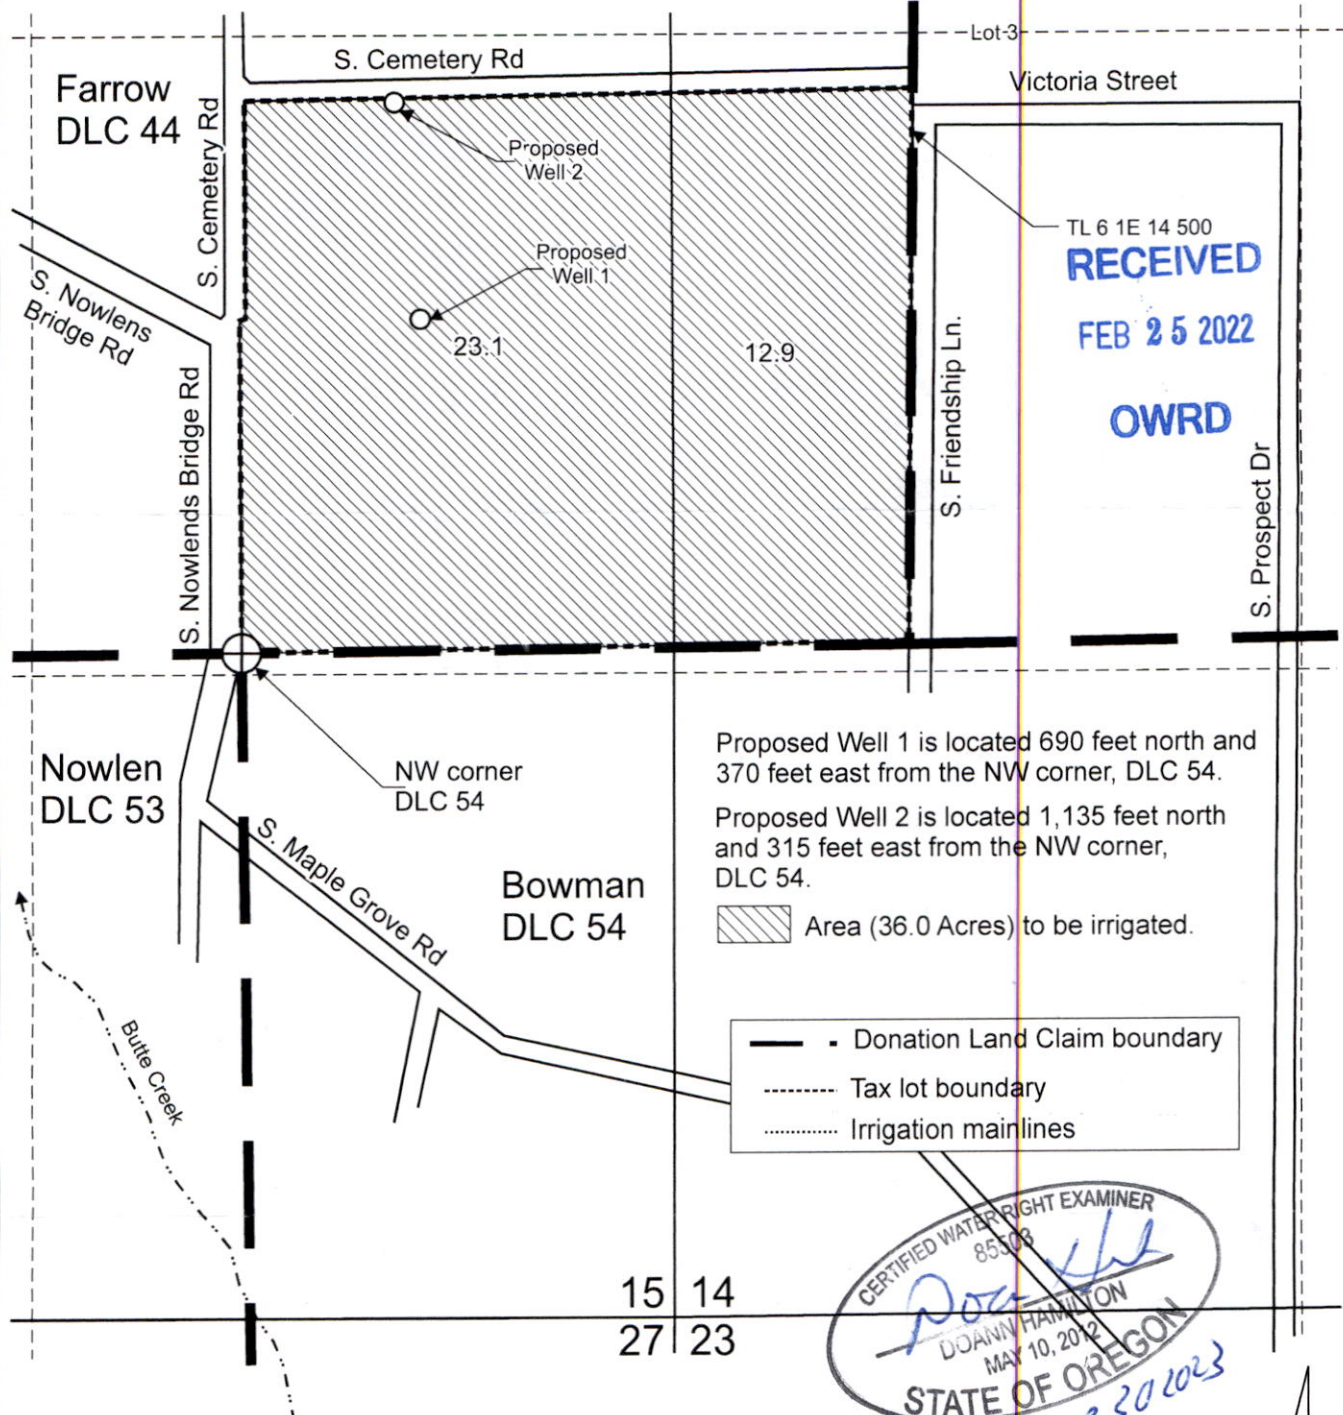 Lot 3
S. Cemetery Rd
Victoria Street
Farrow
DLC 44
S. Cemetery Rd
Proposed
Well 2
TL 6 1E 14 500
RECEIVED
FEB 25 2022
OWRD
Proposed
Well 1
23.1
12.9
S. Nowlens
Bridge Rd
S. Nowlends Bridge Rd
S. Friendship Ln.
S. Prospect Dr
Nowlen
DLC 53
NW corner
DLC 54
Proposed Well 1 is located 690 feet north and
370 feet east from the NW corner, DLC 54.
Proposed Well 2 is located 1,135 feet north
and 315 feet east from the NW corner,
DLC 54.
Area (36.0 Acres) to be irrigated.
S. Maple Grove Rd
Bowman
DLC 54
Butte Creek
Donation Land Claim boundary
Tax lot boundary
Irrigation mainlines
15 14
27 23
CERTIFIED WATER RIGHT EXAMINER
85503
DOANN HAMILTON
MAY 10, 2012
STATE OF OREGON
2023